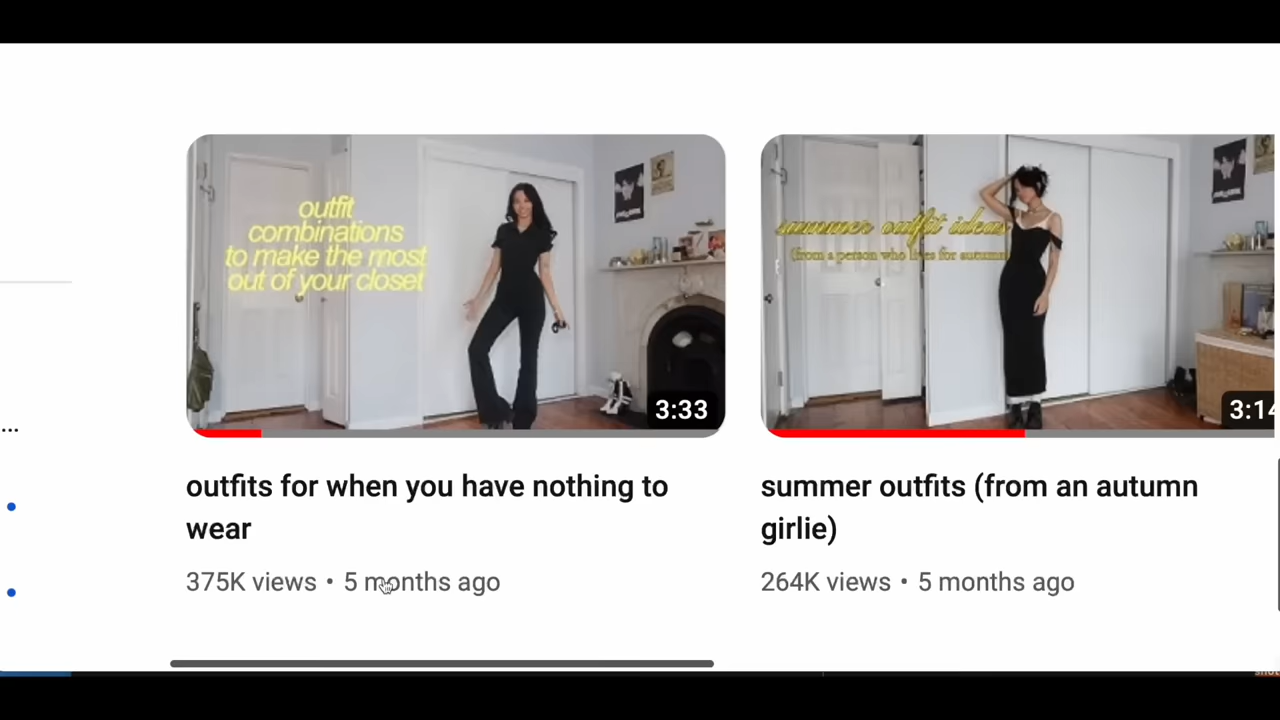 outfit
combinations
to make the most
out of your closet
3:33
summer outfit ideas
(from a person who lives for autumn)
3:14
...
outfits for when you have nothing to
wear
375K views • 5 months ago
summer outfits (from an autumn
girlie)
264K views • 5 months ago